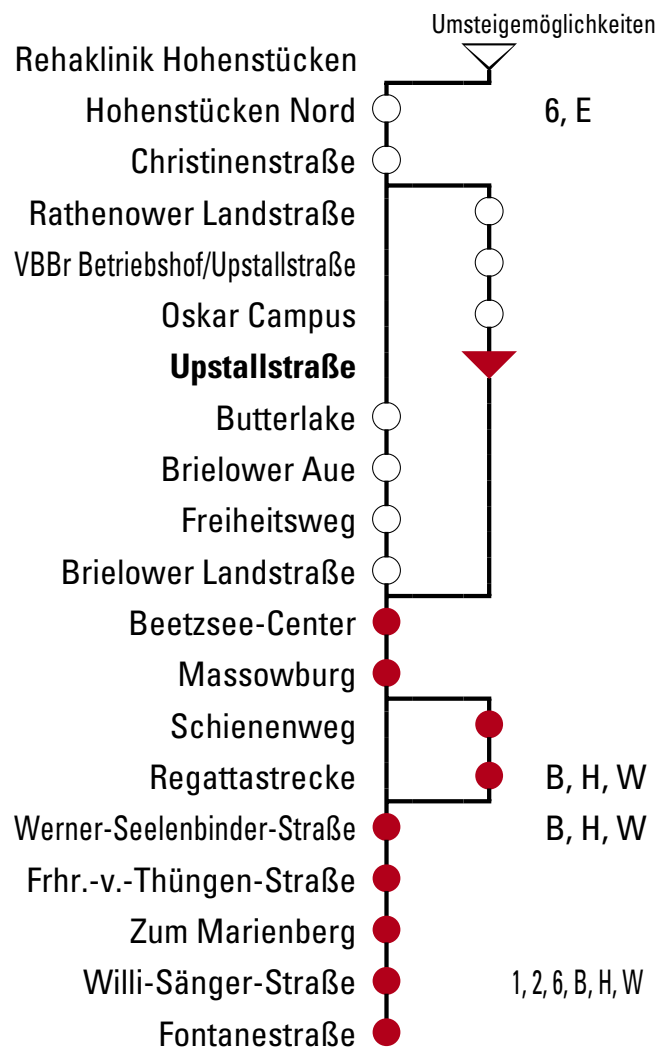 Umsteigemöglichkeiten
Rehaklinik Hohenstücken
Hohenstücken Nord 6, E
Christinenstraße
Rathenower Landstraße
VBBr Betriebshof/Upstallstraße
Oskar Campus
Upstallstraße
Butterlake
Brielower Aue
Freiheitsweg
Brielower Landstraße
Beetzsee-Center
Massowburg
Schienenweg
Regattastrecke B, H, W
Werner-Seelenbinder-Straße B, H, W
Frhr.-v.-Thüngen-Straße
Zum Marienberg
Willi-Sänger-Straße 1, 2, 6, B, H, W
Fontanestraße